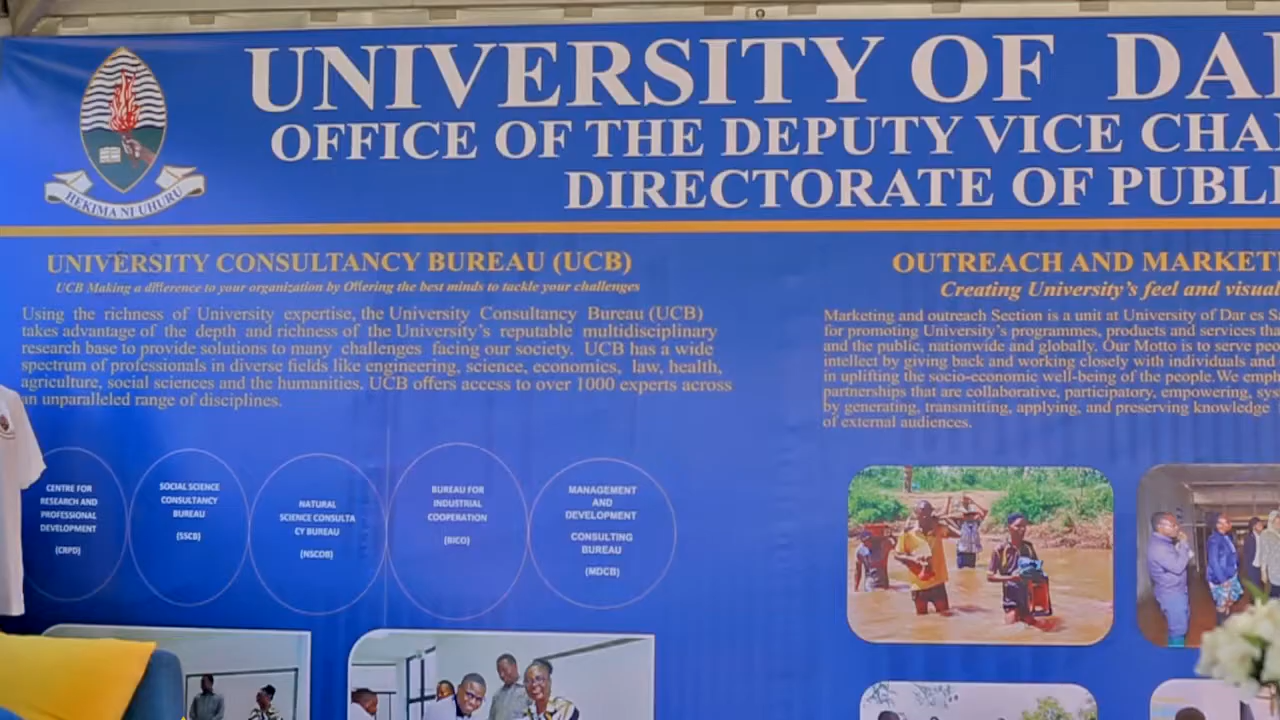 UNIVERSITY OF DAR
OFFICE OF THE DEPUTY VICE CHA
DIRECTORATE OF PUBLI
HEKIMA NI UHURU
UNIVERSITY CONSULTANCY BUREAU (UCB)
UCB Making a difference to your organization by Offering the best minds to tackle your challenges
Using the richness of University expertise, the University Consultancy Bureau (UCB)
takes advantage of the depth and richness of the University's reputable multidisciplinary
research base to provide solutions to many challenges facing our society. UCB has a wide
spectrum of professionals in diverse fields like engineering, science, economics, law, health,
agriculture, social sciences and the humanities. UCB offers access to over 1000 experts across
an unparalleled range of disciplines.
CENTRE FOR
RESEARCH AND
PROFESSIONAL
DEVELOPMENT
(CRPD)
SOCIAL SCIENCE
CONSULTANCY
BUREAU
(SSCB)
NATURAL
SCIENCE CONSULTA
CY BUREAU
(NSCOB)
BUREAU FOR
INDUSTRIAL
COOPERATION
(BICO)
MANAGEMENT
AND
DEVELOPMENT
CONSULTING
BUREAU
(MDCB)
OUTREACH AND MARKETI
Creating University's feel and visual
Marketing and outreach Section is a unit at University of Dar es S
for promoting University's programmes, products and services tha
and the public, nationwide and globally. Our Motto is to serve peo
intellect by giving back and working closely with individuals and
in uplifting the socio-economic well-being of the people.We emph
partnerships that are collaborative, participatory, empowering, sys
by generating, transmitting, applying, and preserving knowledge
of external audiences.